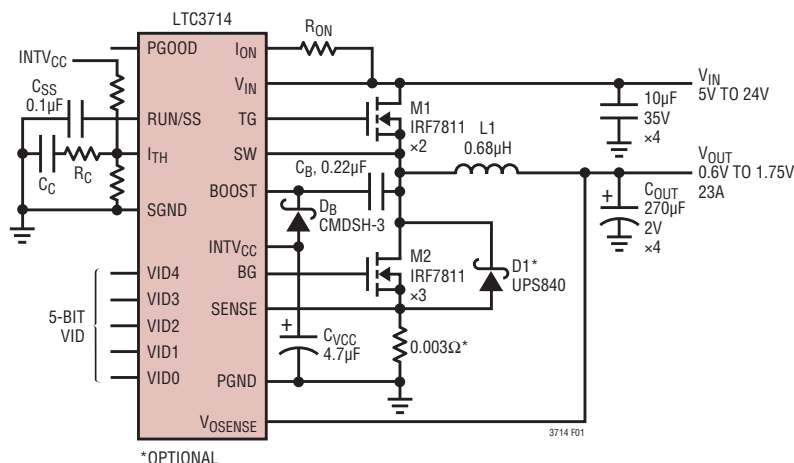 LTC3714
PGOOD
ION
RON
INTVCC
VIN
VIN
5V TO 24V
CSS
0.1µF
10µF
35V
×4
RUN/SS
TG
M1
IRF7811
×2
L1
0.68µH
ITH
SW
VOUT
0.6V TO 1.75V
23A
CC
RC
CB, 0.22µF
BOOST
COUT
270µF
2V
×4
SGND
DB
CMDSH-3
INTVCC
VID4
BG
M2
IRF7811
×3
D1*
UPS840
VID3
SENSE
5-BIT
VID
VID2
CVCC
4.7µF
0.003Ω*
VID1
VID0
PGND
VOSENSE
3714 F01
*OPTIONAL